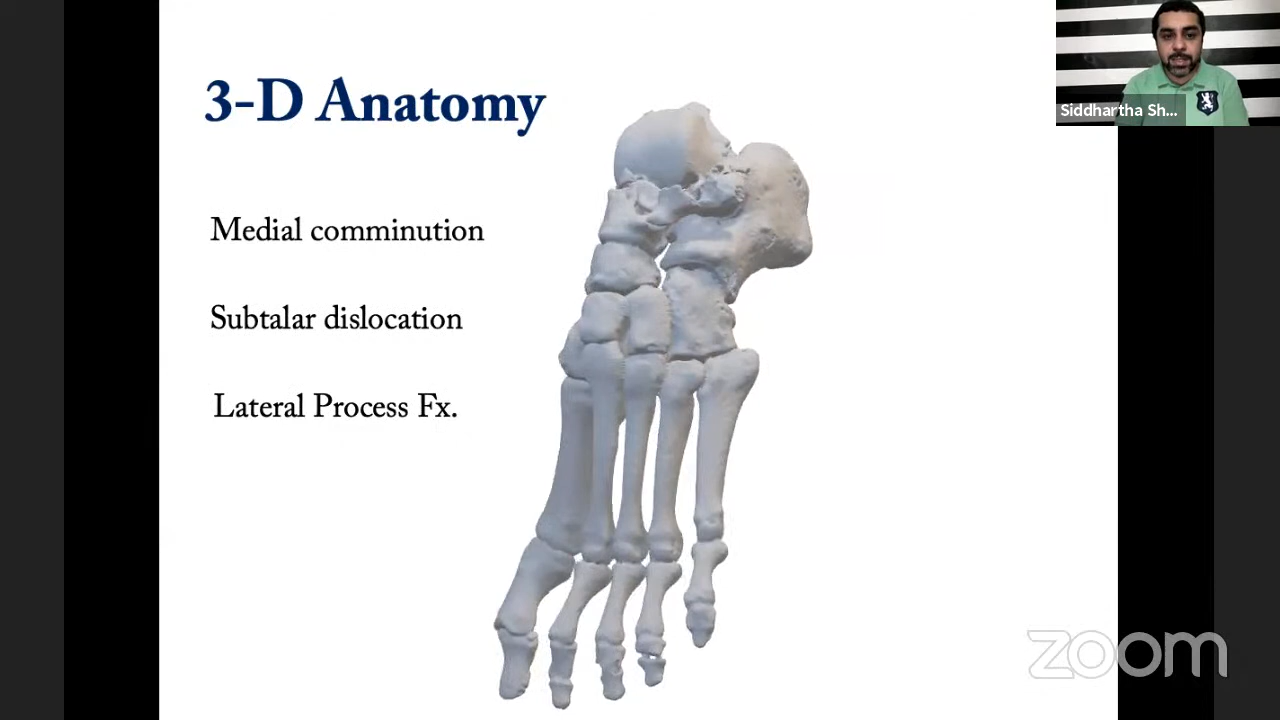 Siddhartha Sh...
3-D Anatomy
Medial comminution
Subtalar dislocation
Lateral Process Fx.
zoom